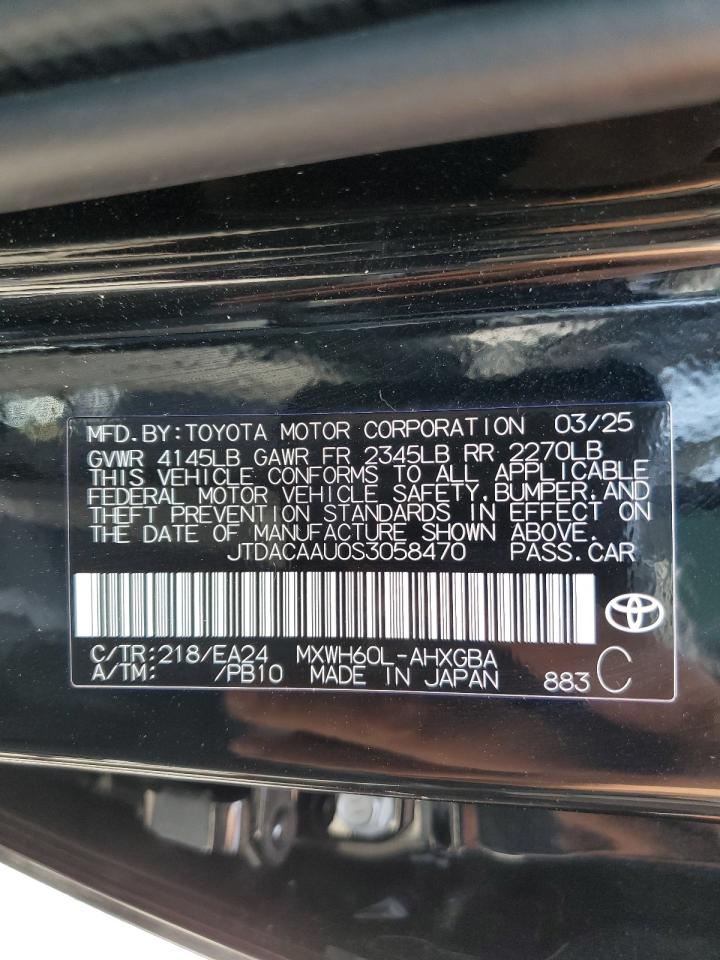 MFD.BY:TOYOTA MOTOR CORPORATION 03/25
GVWR 4145LB GAWR FR 2345LB RR 2270LB
THIS VEHICLE CONFORMS TO ALL APPLICABLE
FEDERAL MOTOR VEHICLE SAFETY,BUMPER,AND
THEFT PREVENTION STANDARDS IN EFFECT ON
THE DATE OF MANUFACTURE SHOWN ABOVE.
JTDACAAU0S3058470 PASS.CAR
C/TR:218/EA24 MXWH60L-AHXGBA
A/TM: /PB10 MADE IN JAPAN 883 C